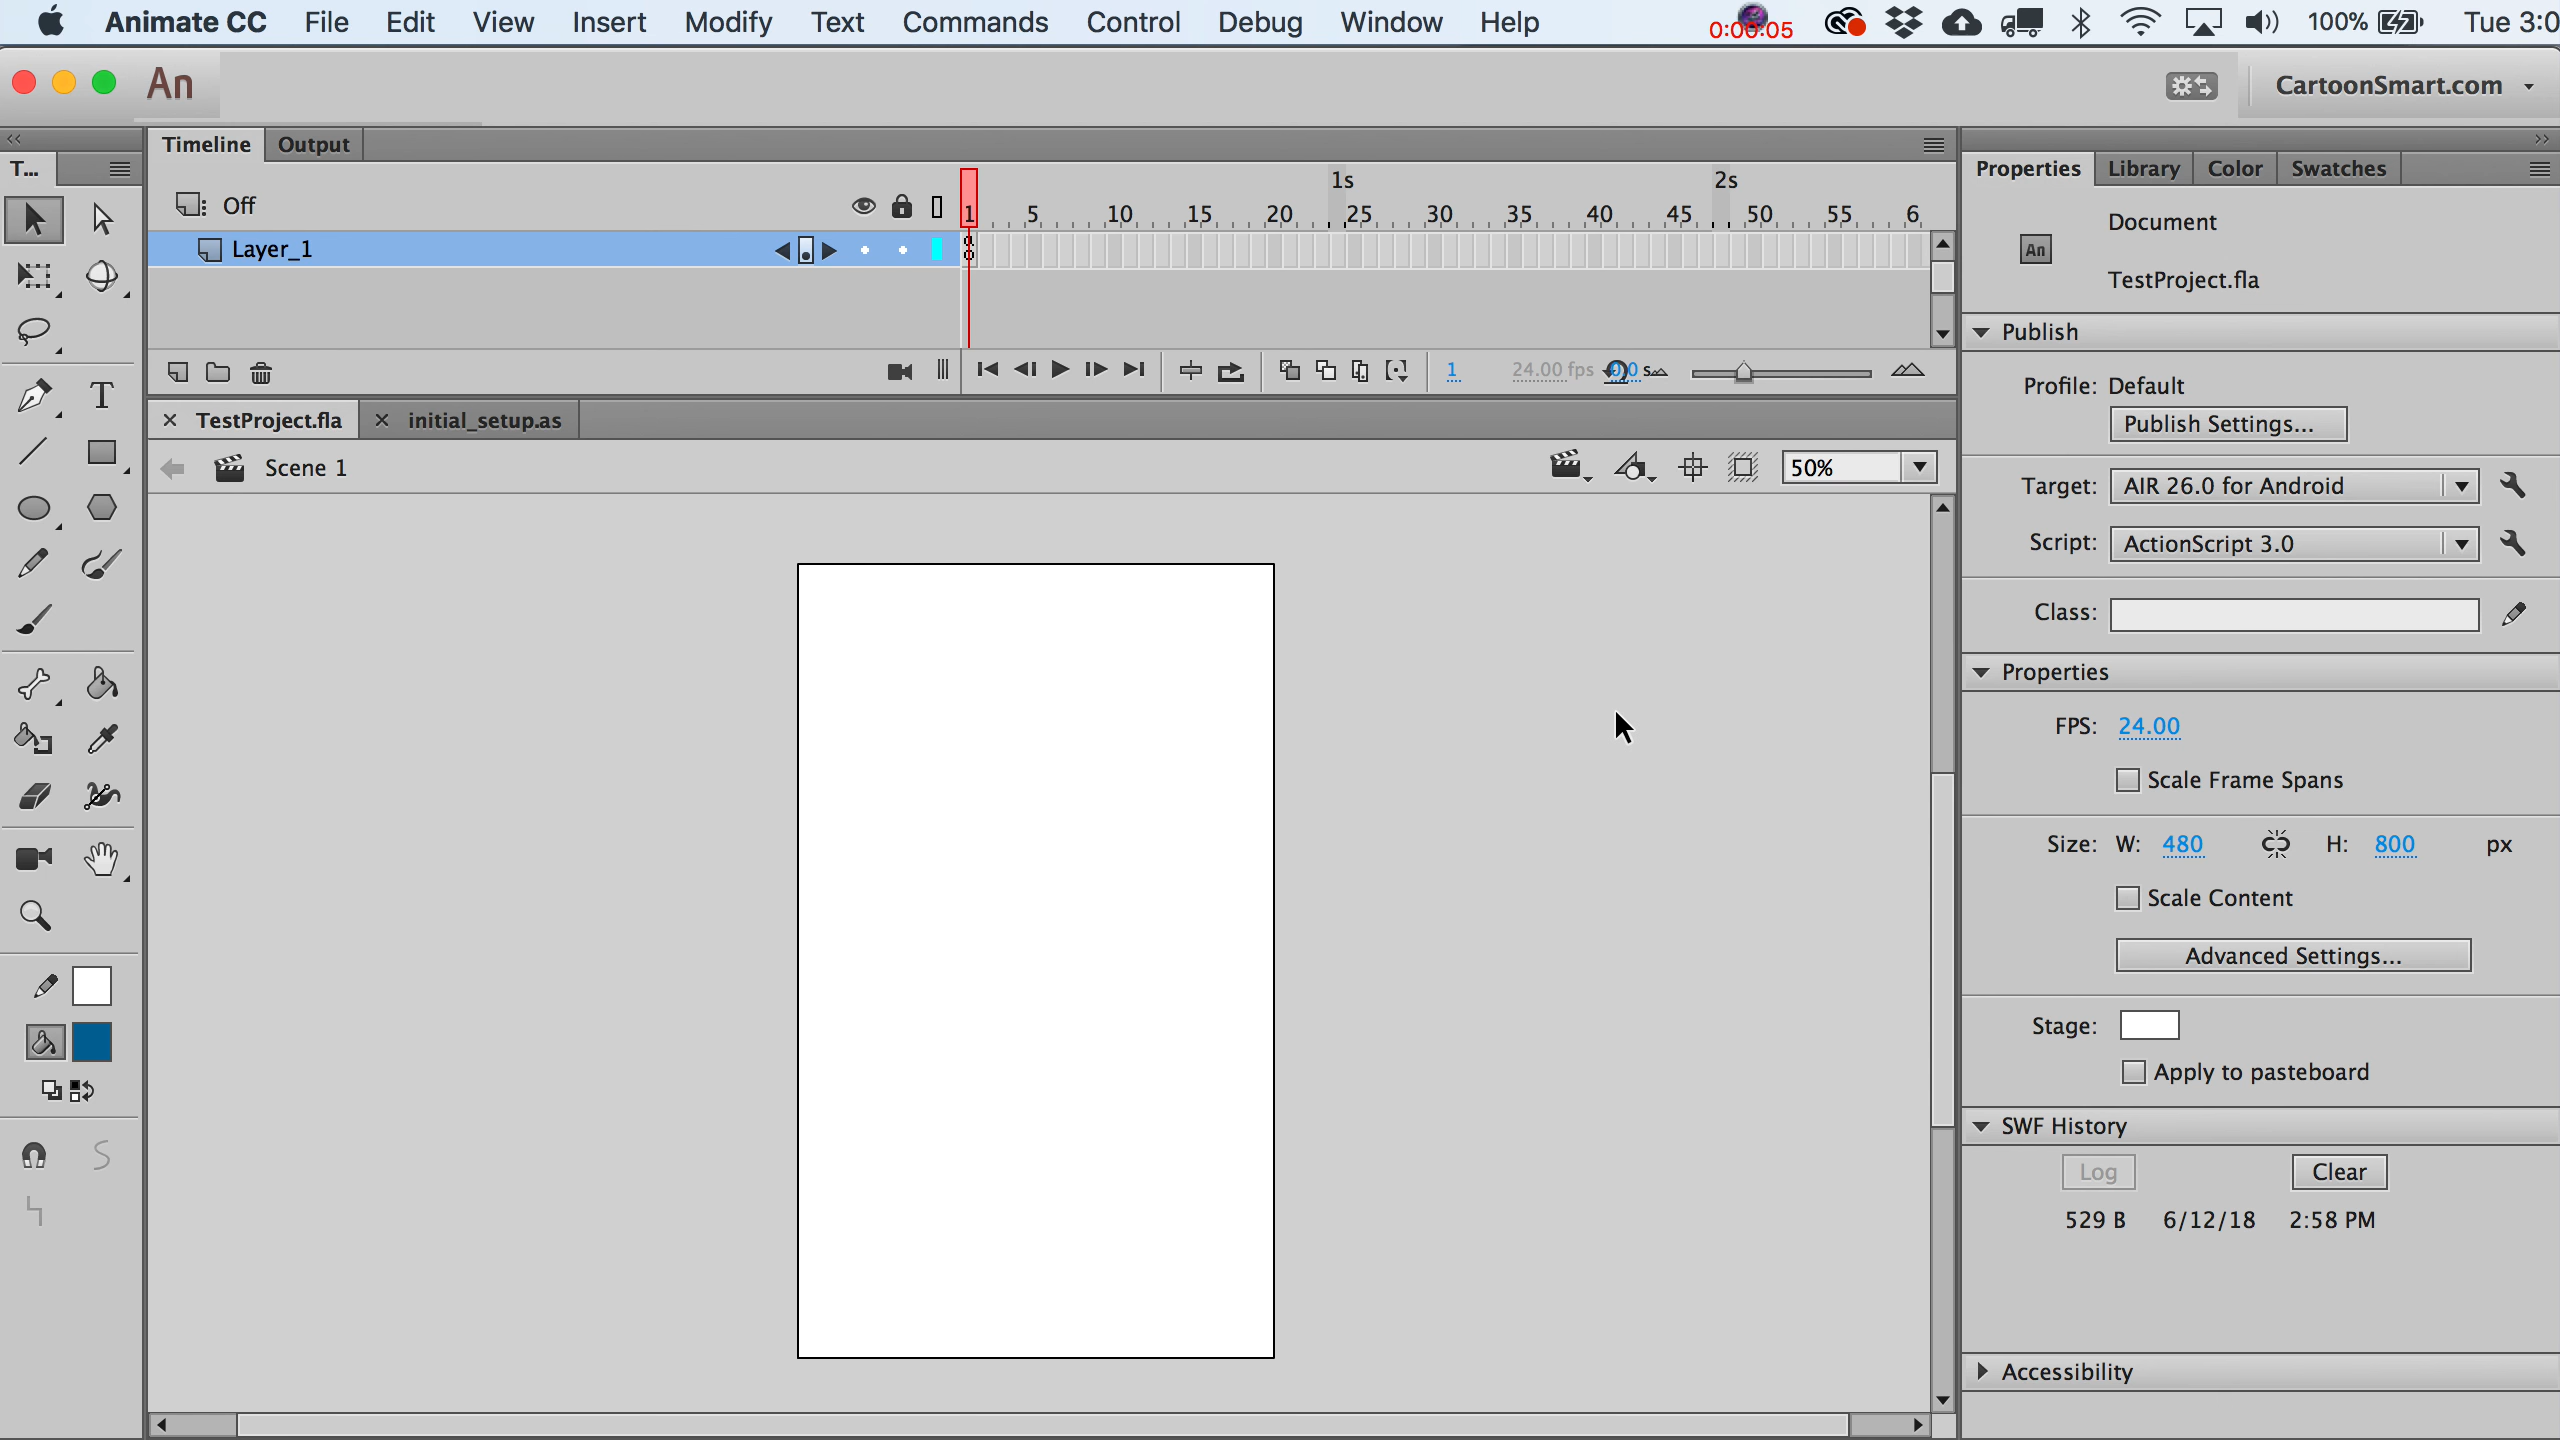 Animate CC File Edit View Insert Modify Text Commands Control Debug Window Help 0:00:05 100% Tue 3:0
An CartoonSmart.com
T... Timeline Output Properties Library Color Swatches
1s 2s
Off 1 5 10 15 20 25 30 35 40 45 50 55 6
Layer_1
1 24.00 fps 0.0 s
TestProject.fla initial_setup.as
Scene 1 50%
Document
An
TestProject.fla
Publish
Profile: Default
Publish Settings...
Target: AIR 26.0 for Android
Script: ActionScript 3.0
Class:
Properties
FPS: 24.00
Scale Frame Spans
Size: W: 480 H: 800 px
Scale Content
Advanced Settings...
Stage:
Apply to pasteboard
SWF History
Log Clear
529 B 6/12/18 2:58 PM
Accessibility